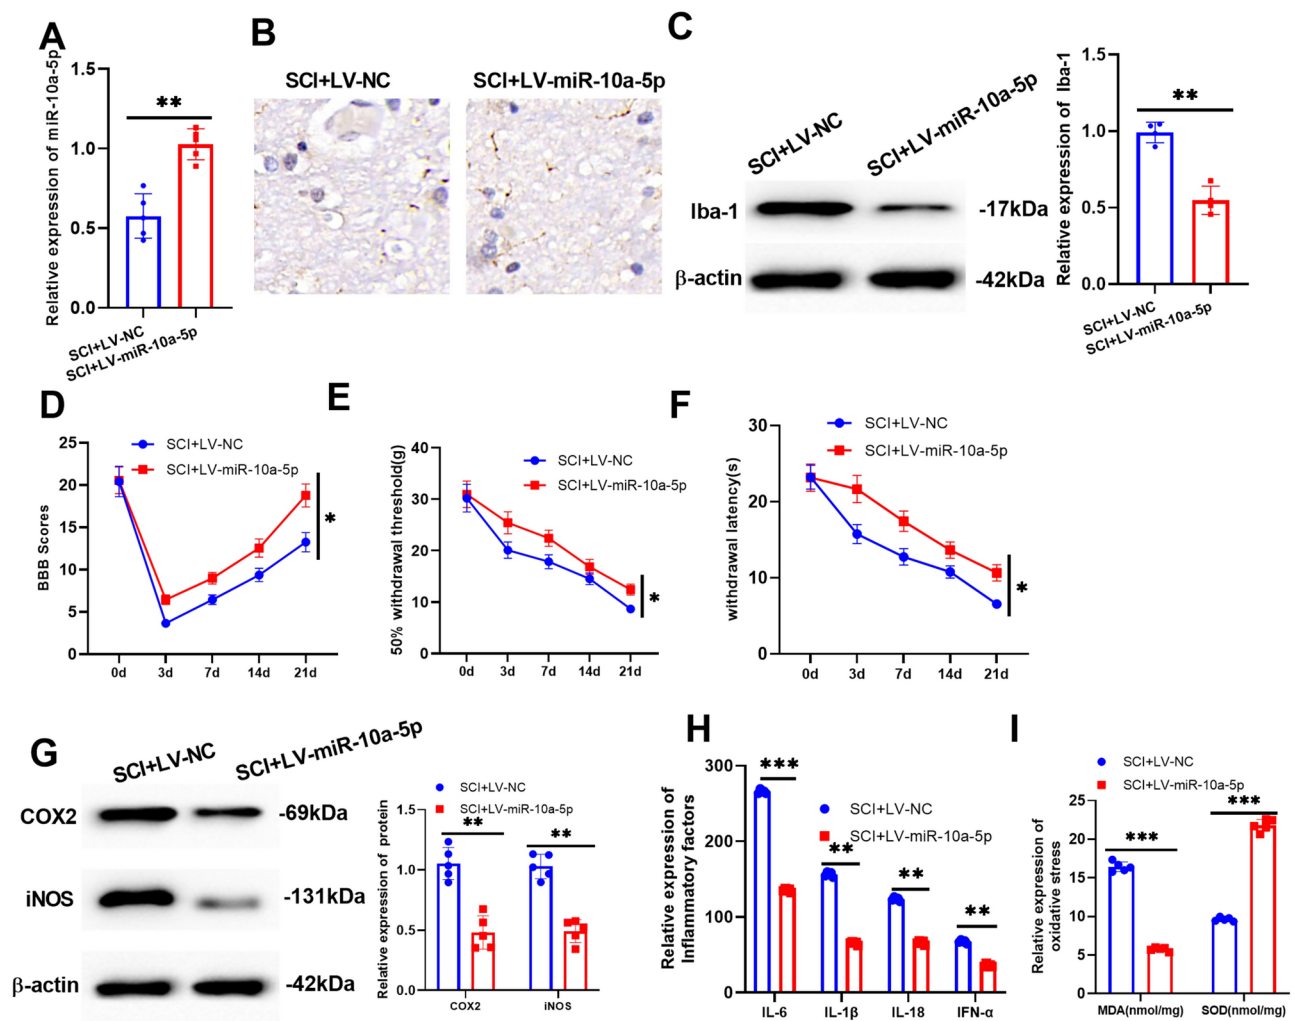 A
Relative expression of miR-10a-5p
1.5
1.0
0.5
0.0
**
SCI+LV-NC
SCI+LV-miR-10a-5p
B
SCI+LV-NC
SCI+LV-miR-10a-5p
C
SCI+LV-NC
SCI+LV-miR-10a-5p
Iba-1
-17kDa
β-actin
-42kDa
Relative expression of Iba-1
1.5
1.0
0.5
0.0
**
SCI+LV-NC
SCI+LV-miR-10a-5p
D
BBB Scores
25
20
15
10
5
0
SCI+LV-NC
SCI+LV-miR-10a-5p
*
0d 3d 7d 14d 21d
E
50% withdrawal threshold(g)
40
30
20
10
0
SCI+LV-NC
SCI+LV-miR-10a-5p
*
0d 3d 7d 14d 21d
F
withdrawal latency(s)
30
20
10
0
SCI+LV-NC
SCI+LV-miR-10a-5p
*
0d 3d 7d 14d 21d
G
SCI+LV-NC
SCI+LV-miR-10a-5p
COX2
-69kDa
iNOS
-131kDa
β-actin
-42kDa
Relative expression of protein
1.5
1.0
0.5
0.0
SCI+LV-NC
SCI+LV-miR-10a-5p
** **
COX2 iNOS
H
Relative expression of
Inflammatory factors
300
200
100
0
SCI+LV-NC
SCI+LV-miR-10a-5p
*** ** ** **
IL-6 IL-1β IL-18 IFN-α
I
SCI+LV-NC
SCI+LV-miR-10a-5p
Relative expression of
oxidative stress
25
20
15
10
5
0
*** ***
MDA(nmol/mg) SOD(nmol/mg)